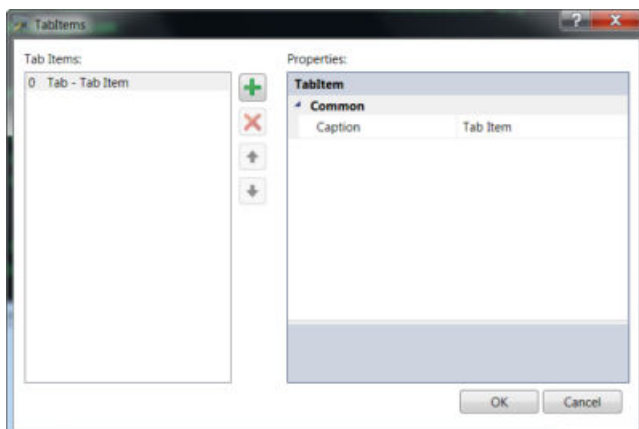 TabItems
Tab Items:
0 Tab - Tab Item
Properties:
TabItem
Common
Caption Tab Item
OK Cancel